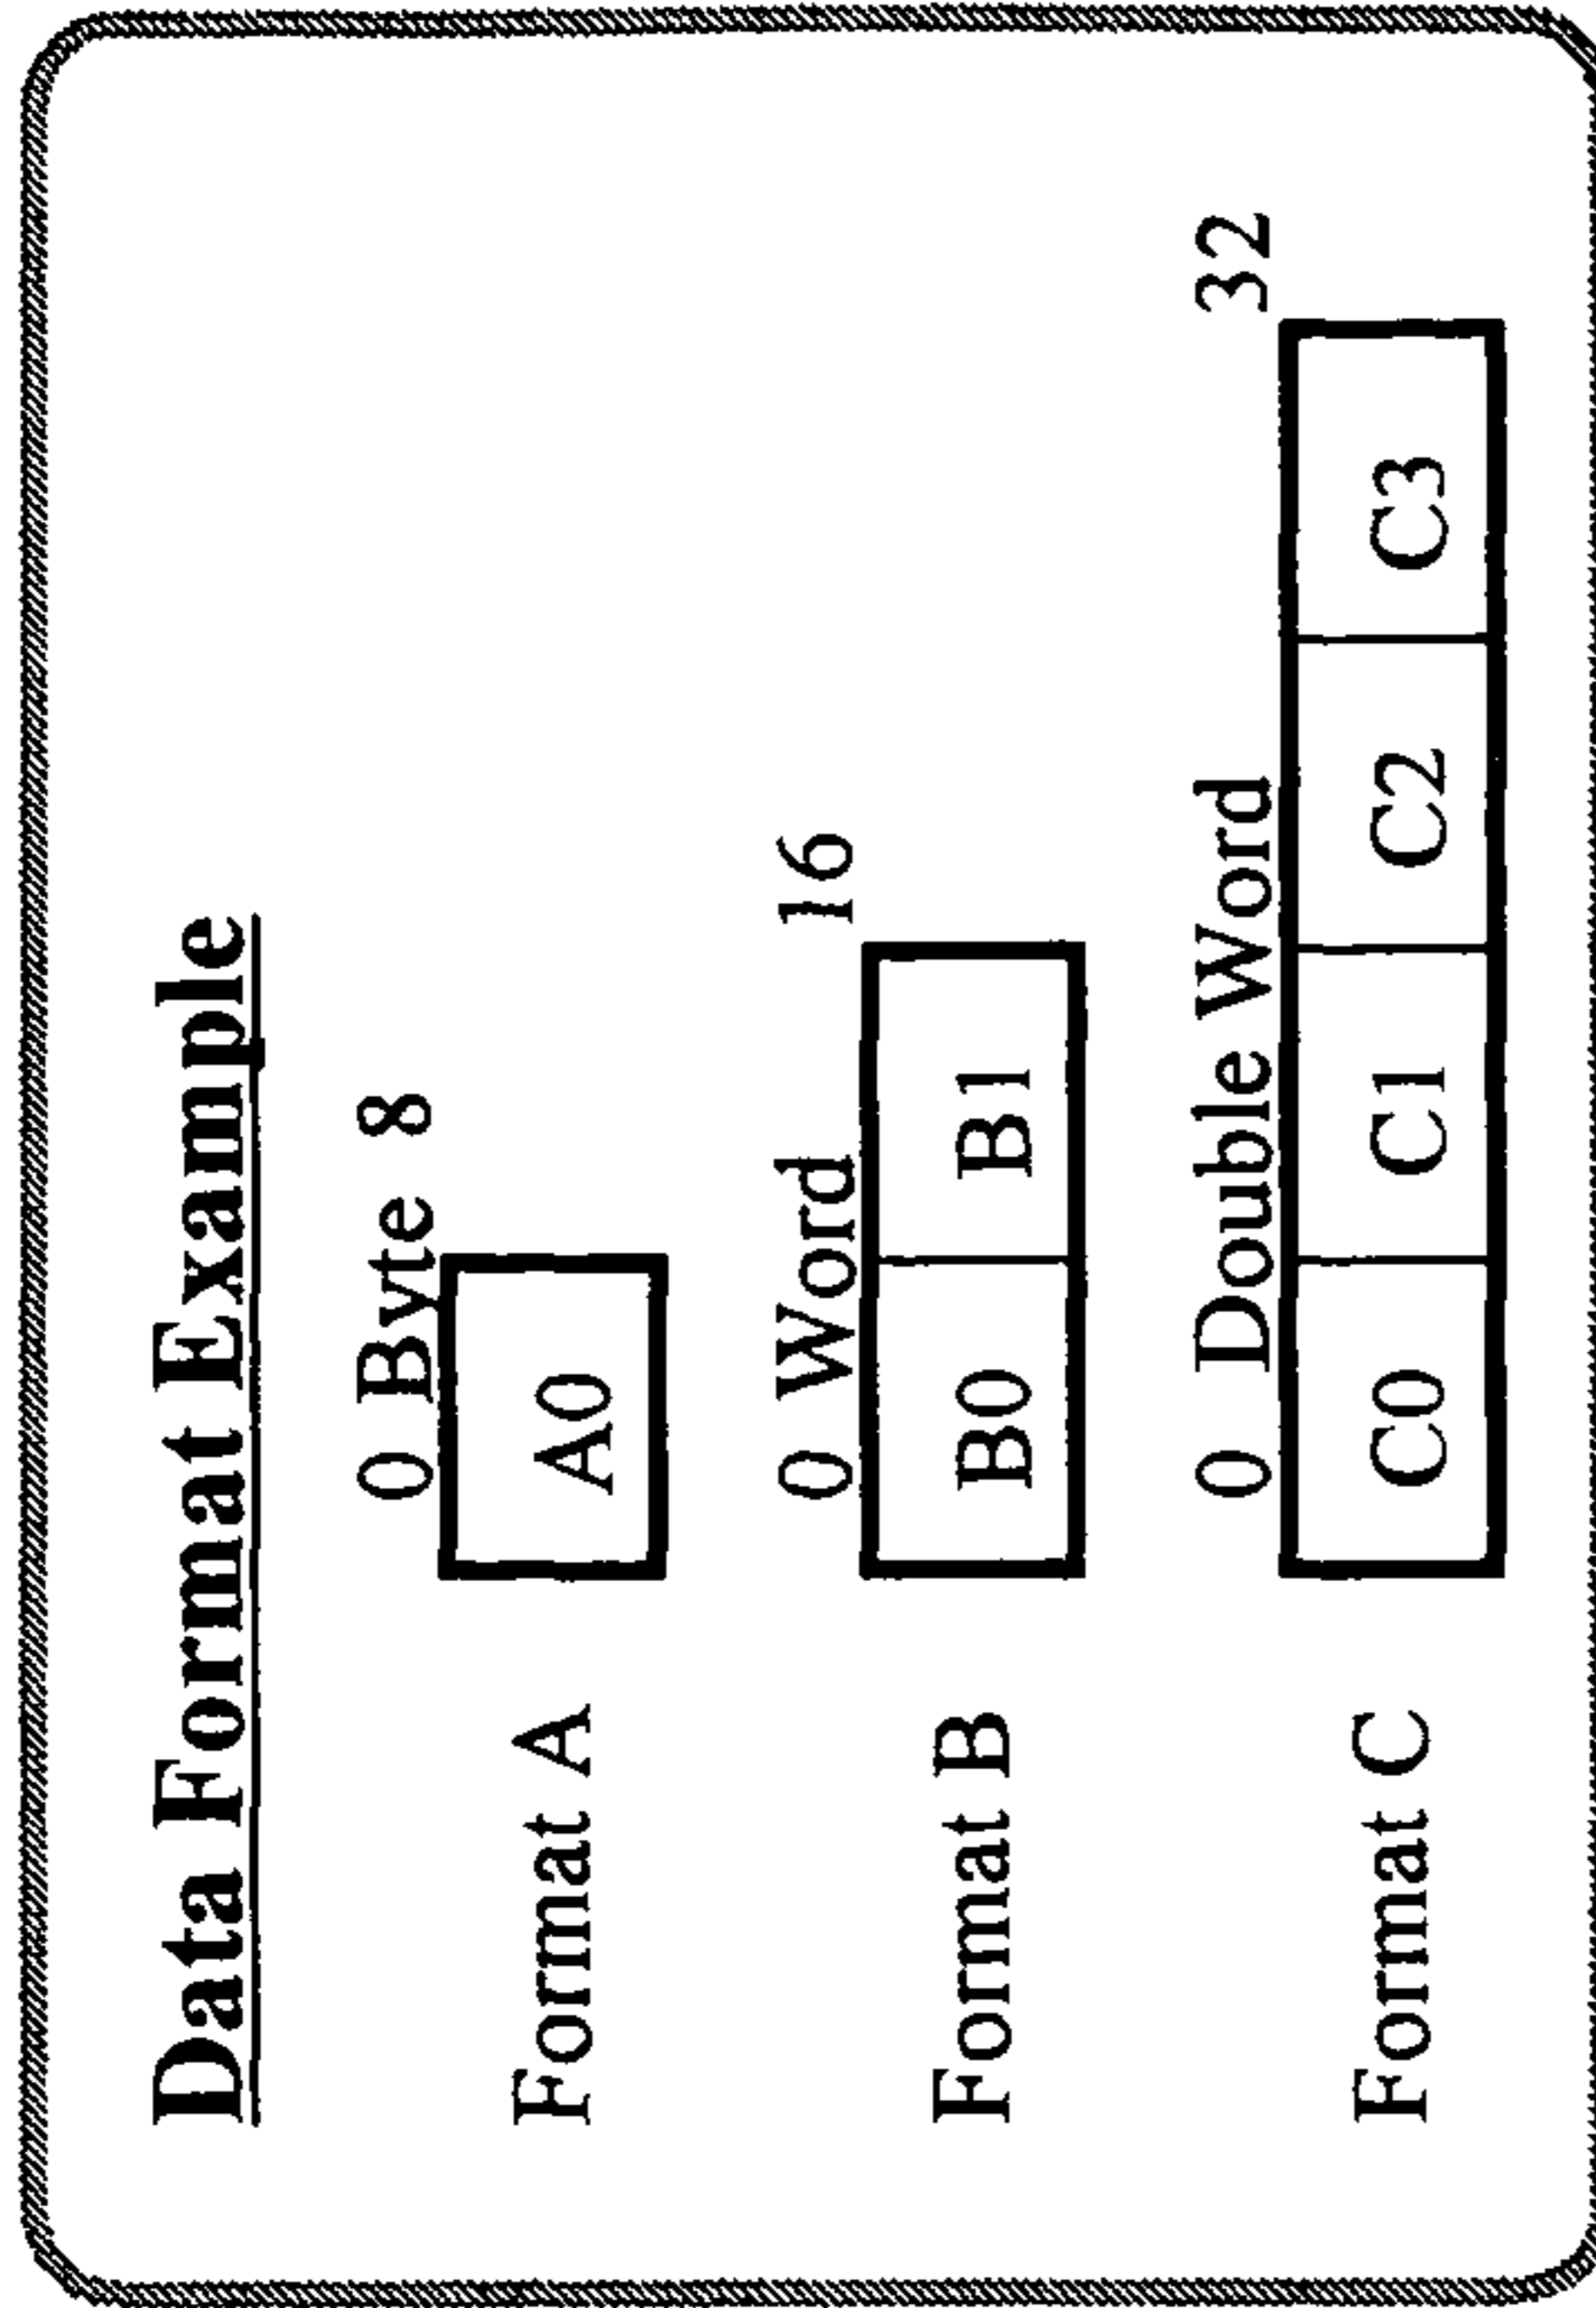 Data Format Example
0 Byte 8
Format A A0
0 Word 16
Format B B0 B1
0 Double Word 32
Format C C0 C1 C2 C3